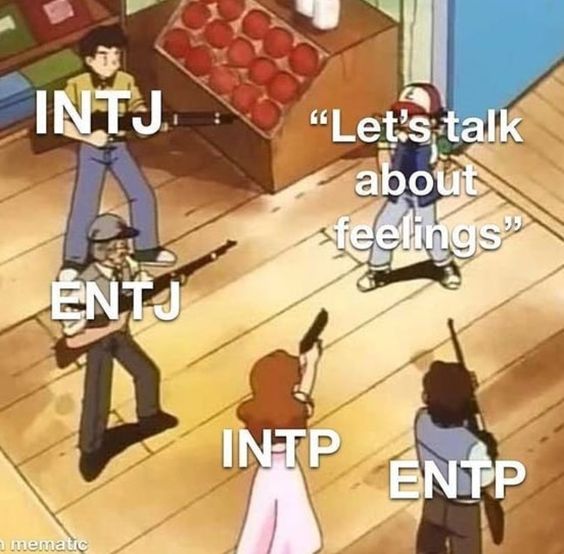 INTJ
“Let's talk
about
feelings”
ENTJ
INTP
ENTP
mematic